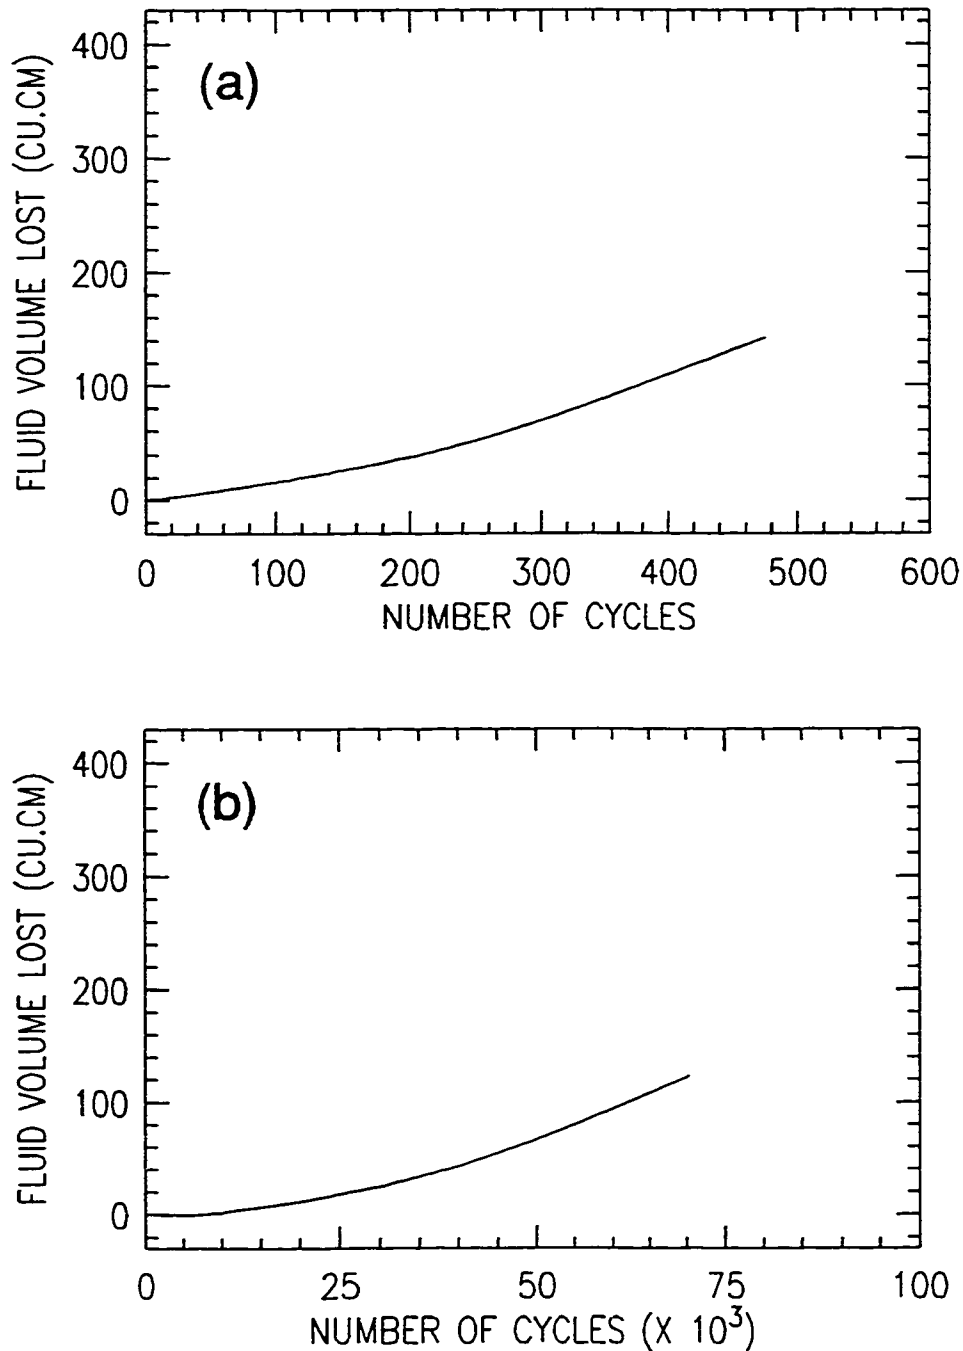 (a)
FLUID VOLUME LOST (CU.CM)
400
300
200
100
0
0 100 200 300 400 500 600
NUMBER OF CYCLES
(b)
FLUID VOLUME LOST (CU.CM)
400
300
200
100
0
0 25 50 75 100
NUMBER OF CYCLES (X 10³)